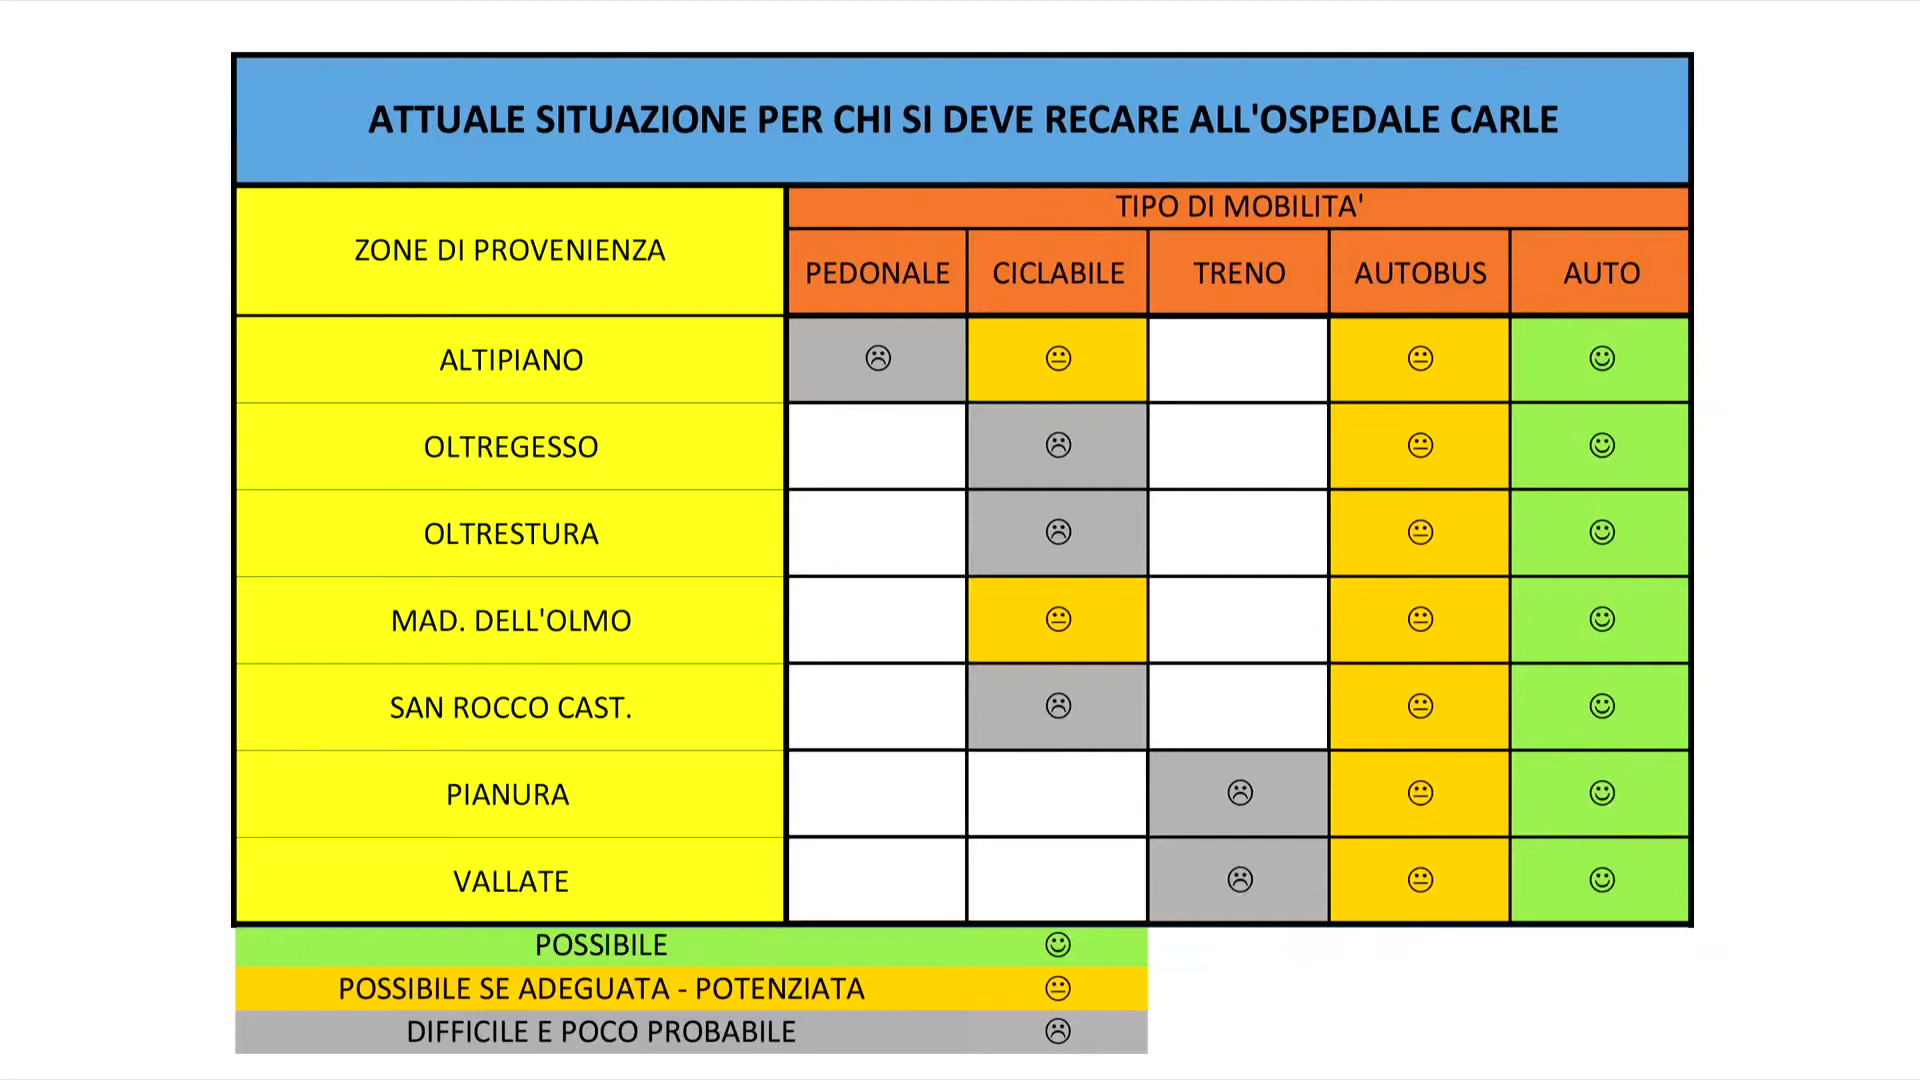 ATTUALE SITUAZIONE PER CHI SI DEVE RECARE ALL'OSPEDALE CARLE
ZONE DI PROVENIENZA
TIPO DI MOBILITA'
PEDONALE
CICLABILE
TRENO
AUTOBUS
AUTO
ALTIPIANO
OLTREGESSO
OLTRESTURA
MAD. DELL'OLMO
SAN ROCCO CAST.
PIANURA
VALLATE
POSSIBILE
POSSIBILE SE ADEGUATA - POTENZIATA
DIFFICILE E POCO PROBABILE